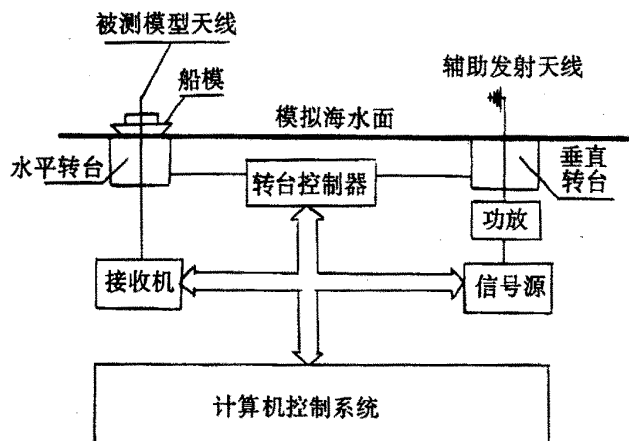 被测模型天线
船模
辅助发射天线
模拟海水面
水平转台
转台控制器
垂直
转台
功放
接收机
信号源
计算机控制系统